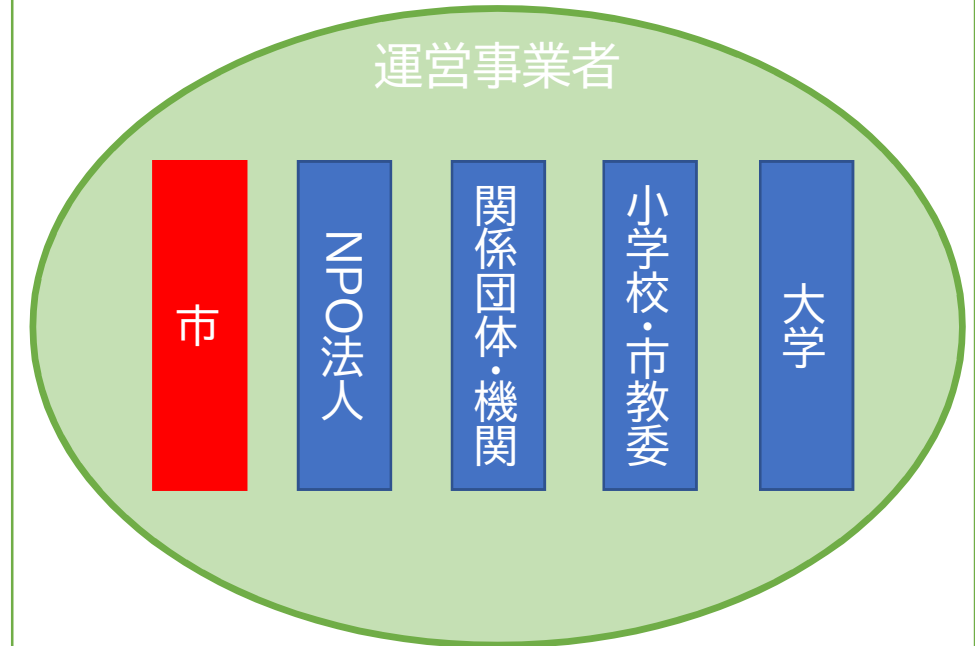 運営事業者
市
NPO法人
関係団体・機関
小学校・市教委
大学